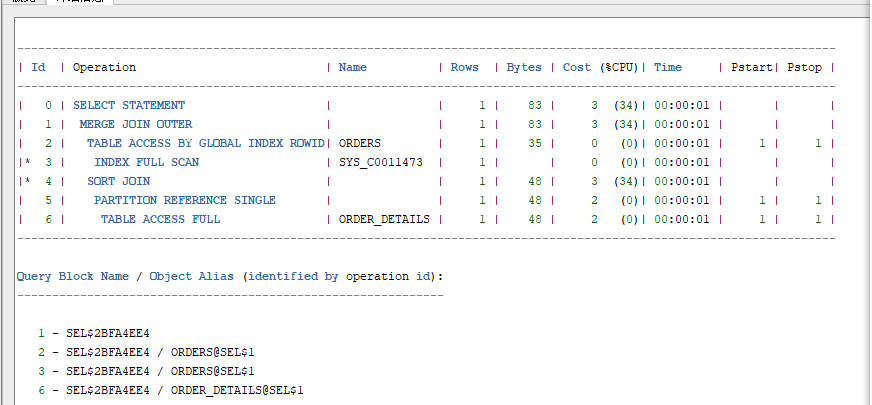 | Id | Operation | Name | Rows | Bytes | Cost (%CPU)| Time | Pstart| Pstop |
| 0 | SELECT STATEMENT | | 1 | 83 | 3 (34)| 00:00:01 | | |
| 1 | MERGE JOIN OUTER | | 1 | 83 | 3 (34)| 00:00:01 | | |
| 2 | TABLE ACCESS BY GLOBAL INDEX ROWID| ORDERS | 1 | 35 | 0 (0)| 00:00:01 | 1 | 1 |
|* 3 | INDEX FULL SCAN | SYS_C0011473 | 1 | | 0 (0)| 00:00:01 | | |
|* 4 | SORT JOIN | | 1 | 48 | 3 (34)| 00:00:01 | | |
| 5 | PARTITION REFERENCE SINGLE | | 1 | 48 | 2 (0)| 00:00:01 | 1 | 1 |
| 6 | TABLE ACCESS FULL | ORDER_DETAILS | 1 | 48 | 2 (0)| 00:00:01 | 1 | 1 |
Query Block Name / Object Alias (identified by operation id):
1 - SEL$2BFA4EE4
2 - SEL$2BFA4EE4 / ORDERS@SEL$1
3 - SEL$2BFA4EE4 / ORDERS@SEL$1
6 - SEL$2BFA4EE4 / ORDER_DETAILS@SEL$1